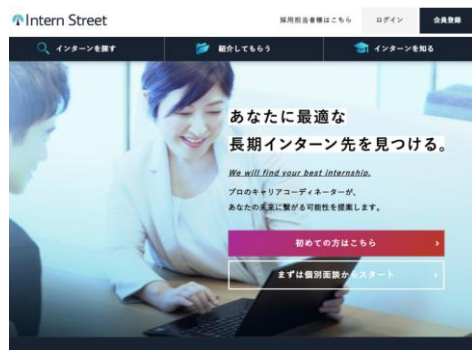 Intern Street
採用担当者様はこちら
ログイン
会員登録
インターンを探す
紹介してもらう
インターンを知る
あなたに最適な
長期インターン先を見つける。
We will find your best internship.
プロのキャリアコーディネーターが、
あなたの未来に繋がる可能性を提案します。
初めての方はこちら
まずは個別面談からスタート